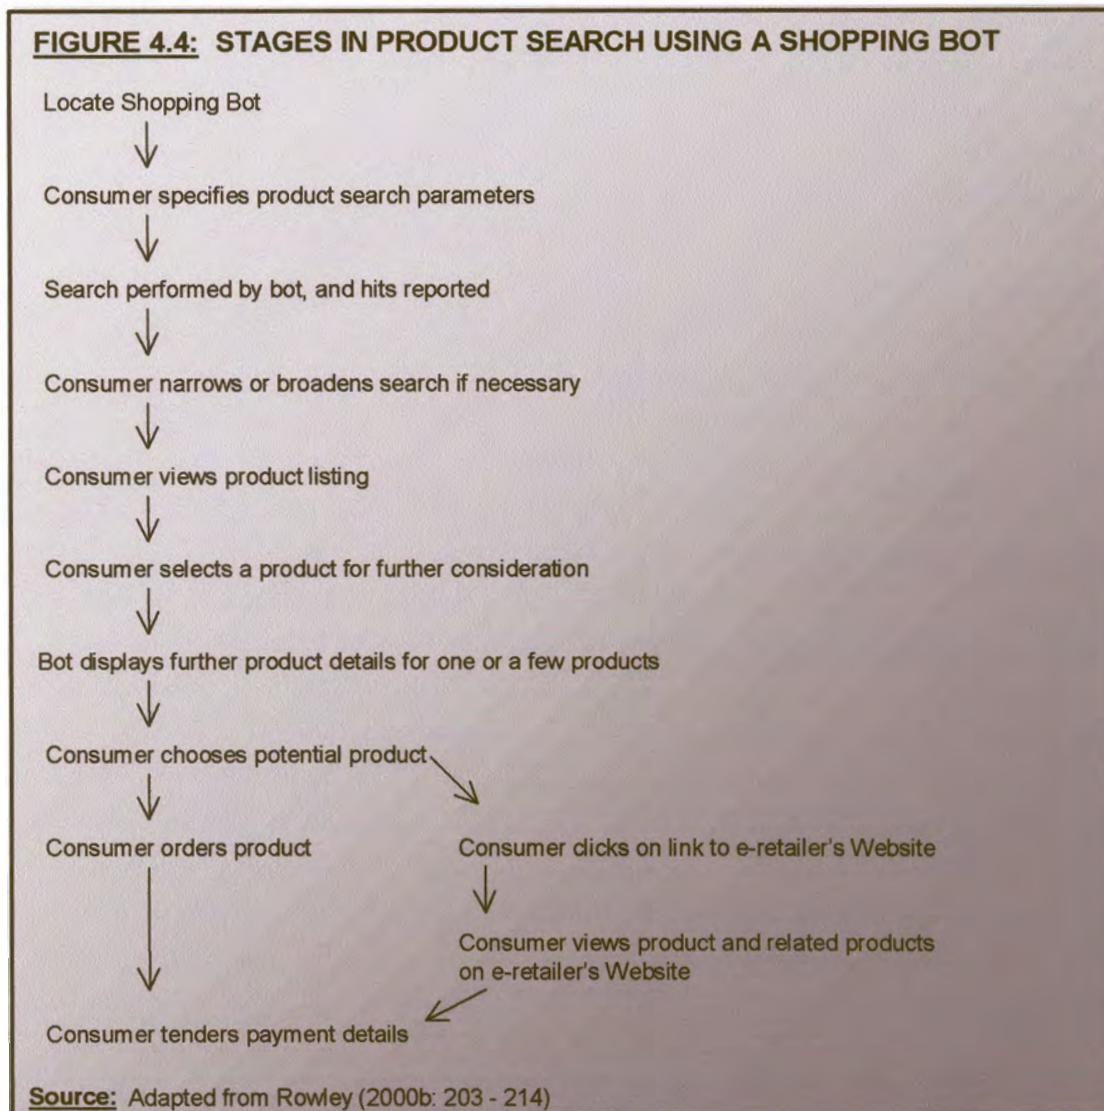 FIGURE 4.4: STAGES IN PRODUCT SEARCH USING A SHOPPING BOT
Locate Shopping Bot
Consumer specifies product search parameters
Search performed by bot, and hits reported
Consumer narrows or broadens search if necessary
Consumer views product listing
Consumer selects a product for further consideration
Bot displays further product details for one or a few products
Consumer chooses potential product
Consumer orders product
Consumer clicks on link to e-retailer's Website
Consumer views product and related products
on e-retailer's Website
Consumer tenders payment details
Source: Adapted from Rowley (2000b: 203 - 214)